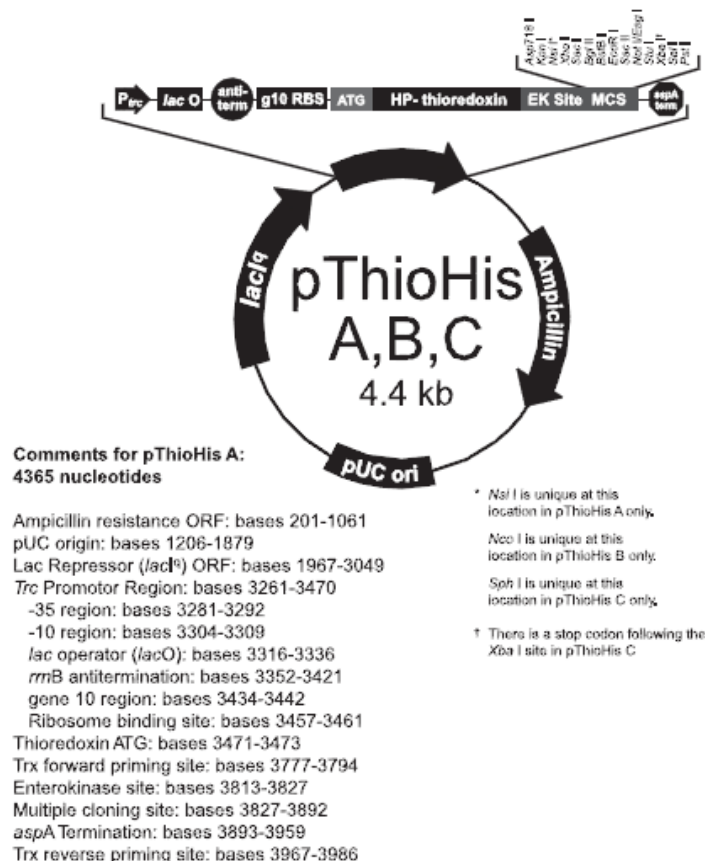 Asp718 I
Kpn I
Nsi I*
Xho I
Sac I
Bgl II
BstB I
EcoR I
Sac II
Not I/Eag I
Stu I
Xba I†
Sal I
Pst I
Ptrc lac O anti-term g10 RBS ATG HP- thioredoxin EK Site MCS aspA term
lacIq
Ampicillin
pThioHis
A,B,C
4.4 kb
pUC ori
Comments for pThioHis A:
4365 nucleotides
Ampicillin resistance ORF: bases 201-1061
pUC origin: bases 1206-1879
Lac Repressor (lacIq) ORF: bases 1967-3049
Trc Promotor Region: bases 3261-3470
-35 region: bases 3281-3292
-10 region: bases 3304-3309
lac operator (lacO): bases 3316-3336
rrnB antitermination: bases 3352-3421
gene 10 region: bases 3434-3442
Ribosome binding site: bases 3457-3461
Thioredoxin ATG: bases 3471-3473
Trx forward priming site: bases 3777-3794
Enterokinase site: bases 3813-3827
Multiple cloning site: bases 3827-3892
aspA Termination: bases 3893-3959
Trx reverse priming site: bases 3967-3986
* Nsi I is unique at this
location in pThioHis A only.
Nco I is unique at this
location in pThioHis B only.
Sph I is unique at this
location in pThioHis C only.
† There is a stop codon following the
Xba I site in pThioHis C